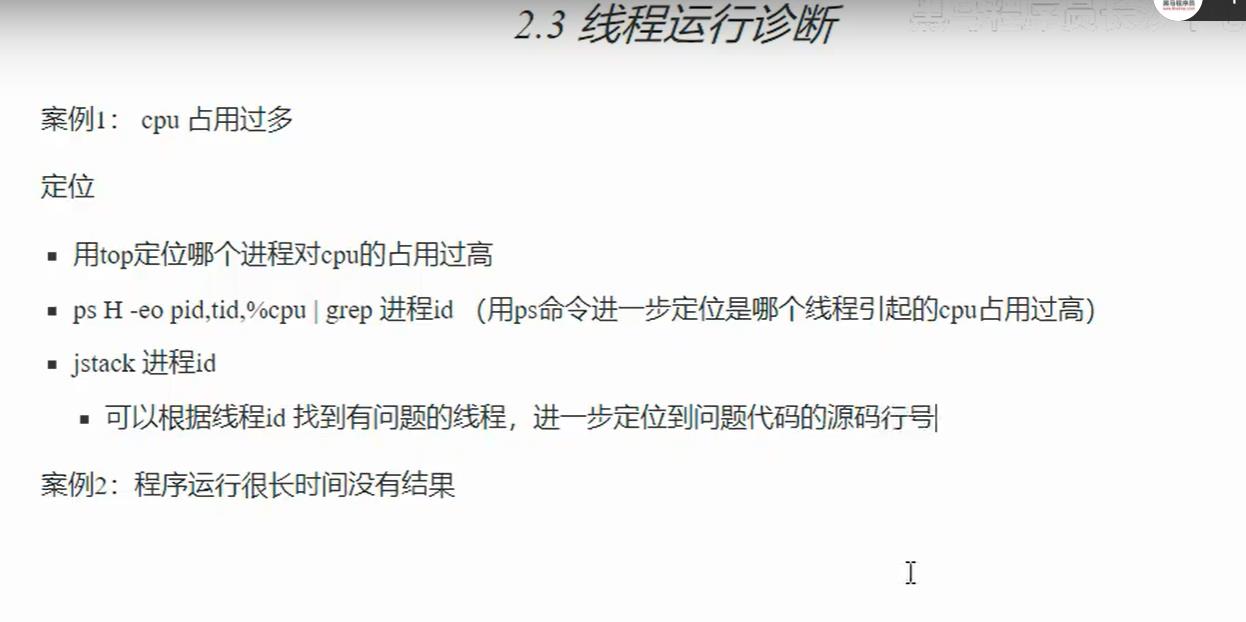 2.3 线程运行诊断
案例1： cpu 占用过多
定位
用top定位哪个进程对cpu的占用过高
ps H -eo pid,tid,%cpu | grep 进程id （用ps命令进一步定位是哪个线程引起的cpu占用过高）
jstack 进程id
可以根据线程id 找到有问题的线程，进一步定位到问题代码的源码行号
案例2：程序运行很长时间没有结果